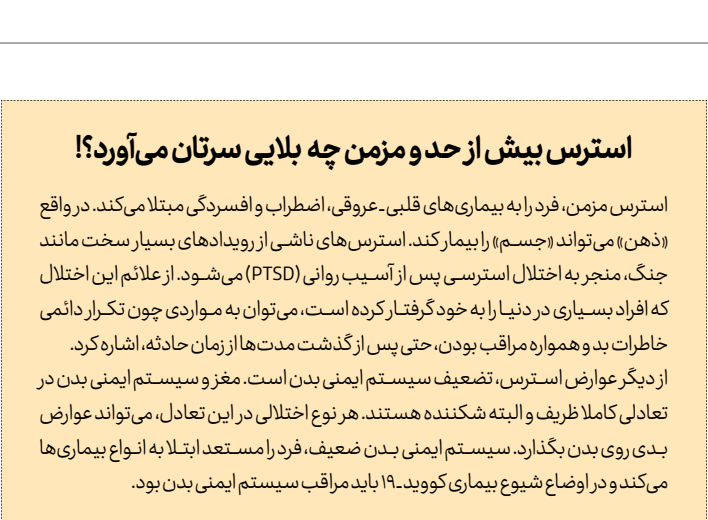 استرس بیش از حد و مزمن چه بلایی سرتان می‌آورد؟!
استرس مزمن، فرد را به بیماری‌های قلبی ـ عروقی، اضطراب و افسردگی مبتلا می‌کند. در واقع
«ذهن» می‌تواند «جسم» را بیمار کند. استرس‌های ناشی از رویدادهای بسیار سخت مانند
جنگ، منجر به اختلال استرسی پس از آسیب روانی (PTSD) می‌شود. از علائم این اختلال
که افراد بسیاری در دنیا را به خود گرفتار کرده است، می‌توان به مواردی چون تکرار دائمی
خاطرات بد و همواره مراقب بودن، حتی پس از گذشت مدت‌ها از زمان حادثه، اشاره کرد.
از دیگر عوارض استرس، تضعیف سیستم ایمنی بدن است. مغز و سیستم ایمنی بدن در
تعادلی کاملا ظریف و البته شکننده هستند. هر نوع اختلالی در این تعادل، می‌تواند عوارض
بدی روی بدن بگذارد. سیستم ایمنی بدن ضعیف، فرد را مستعد ابتلا به انواع بیماری‌ها
می‌کند و در اوضاع شیوع بیماری کووید ـ ۱۹ باید مراقب سیستم ایمنی بدن بود.